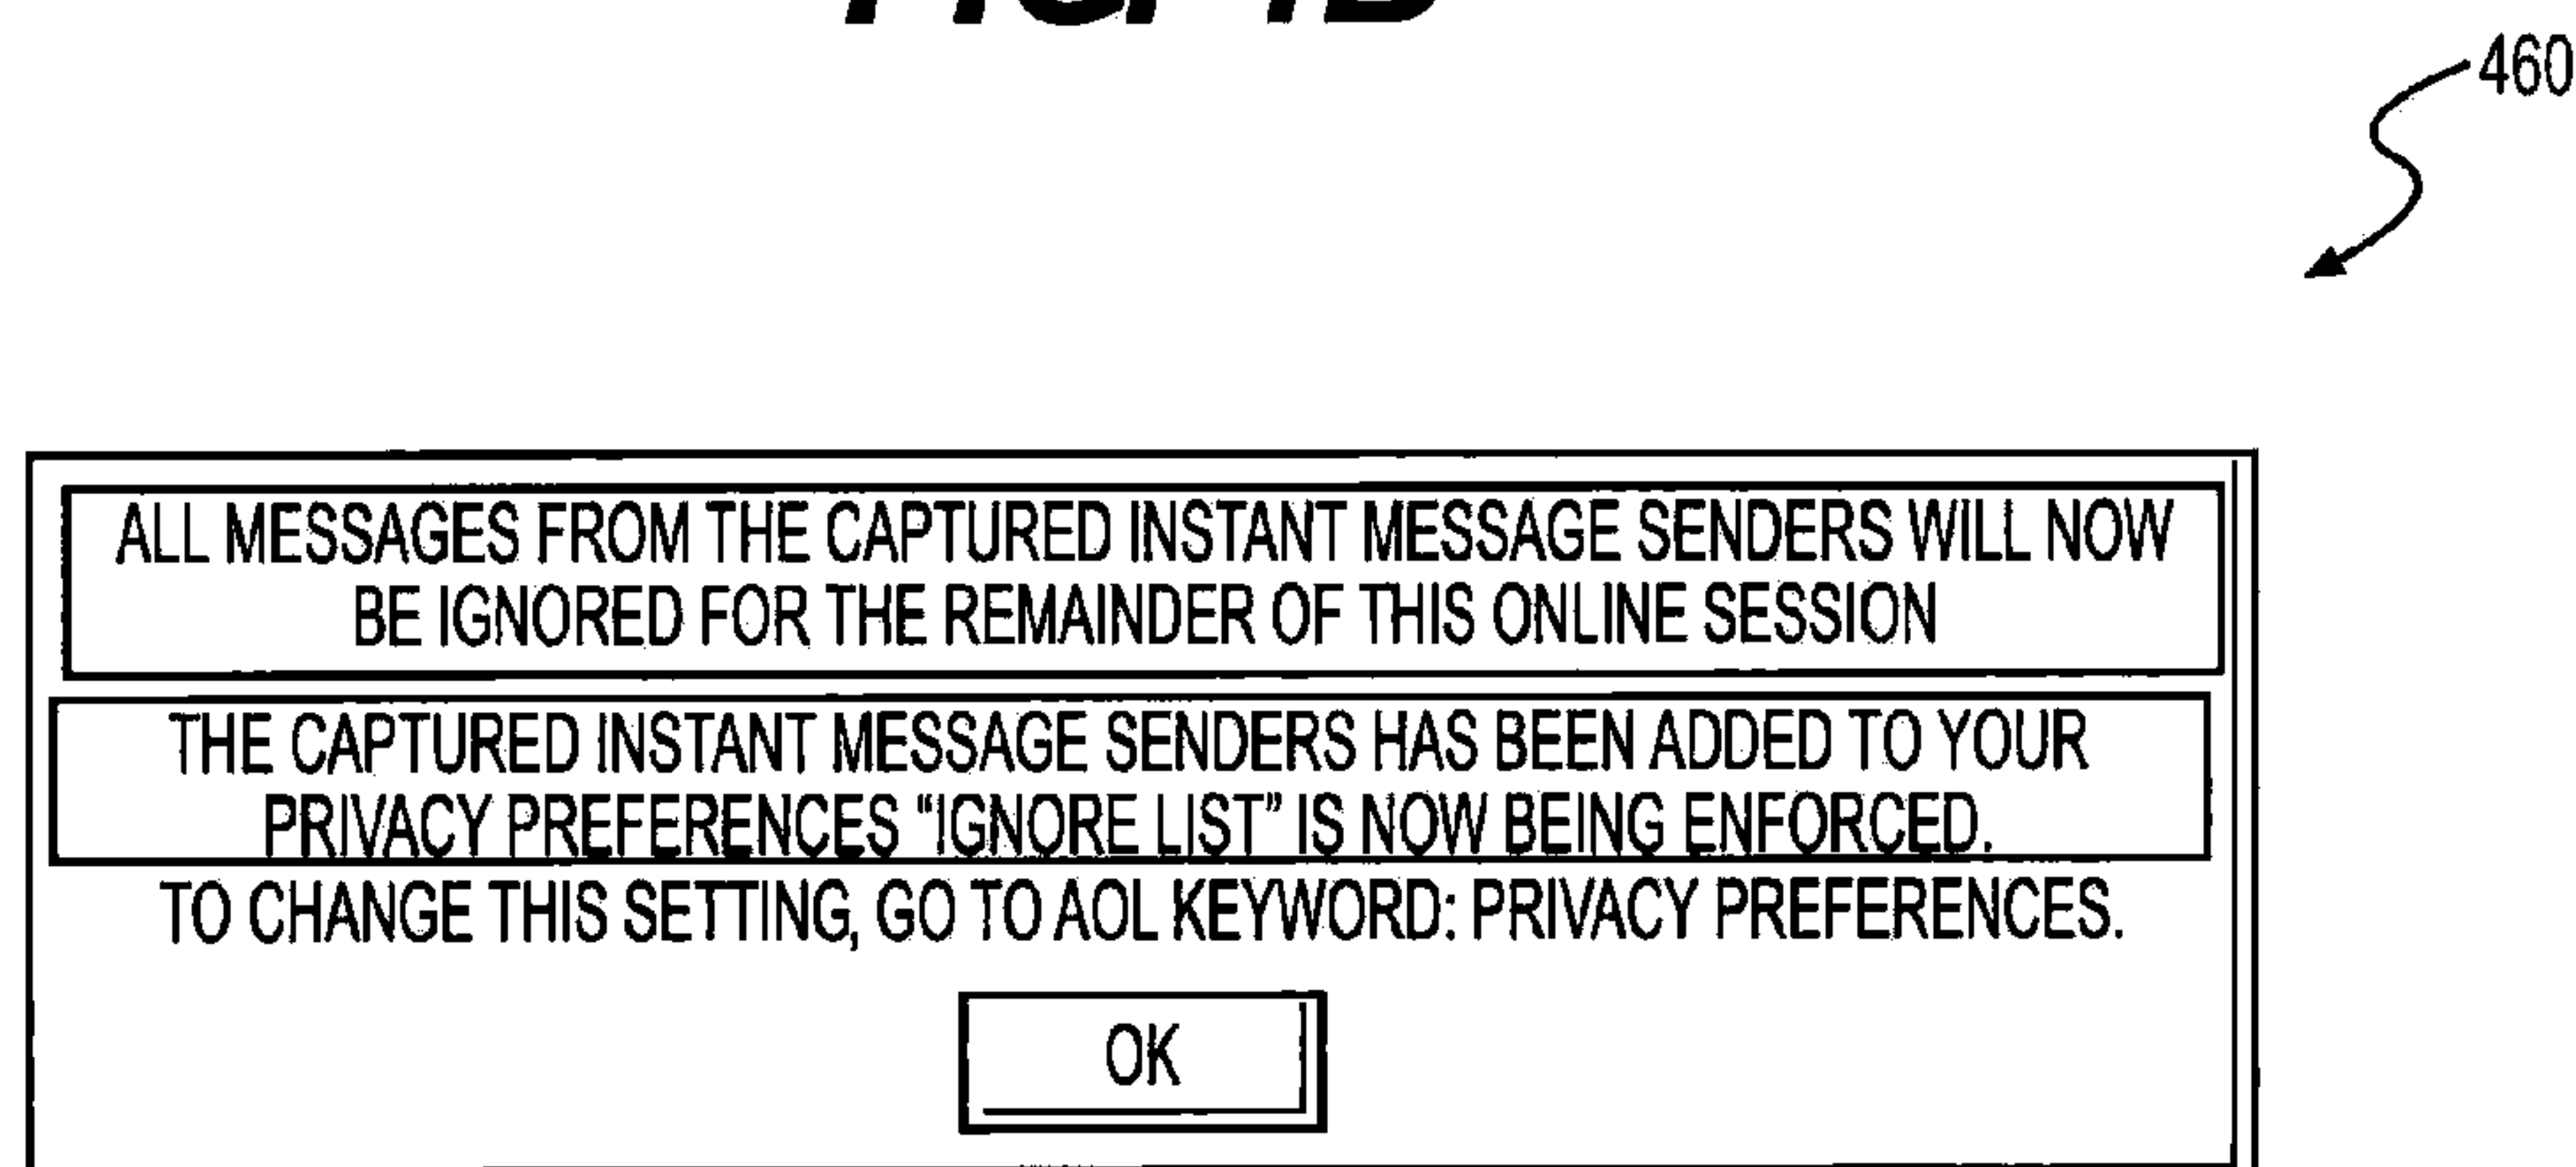 460
ALL MESSAGES FROM THE CAPTURED INSTANT MESSAGE SENDERS WILL NOW
BE IGNORED FOR THE REMAINDER OF THIS ONLINE SESSION
THE CAPTURED INSTANT MESSAGE SENDERS HAS BEEN ADDED TO YOUR
PRIVACY PREFERENCES “IGNORE LIST” IS NOW BEING ENFORCED.
TO CHANGE THIS SETTING, GO TO AOL KEYWORD: PRIVACY PREFERENCES.
OK